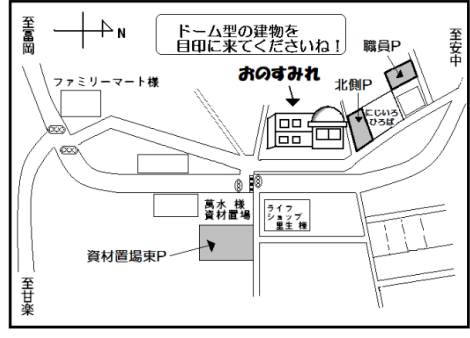 至富岡
N
ドーム型の建物を
目印に来てくださいね！
職員P
至安中
おのすみれ
北側P
ファミリーマート様
にじいろ
ひろば
萬水 様
資材置場
ライフ
ショップ
里生 様
資材置場東P
至甘楽